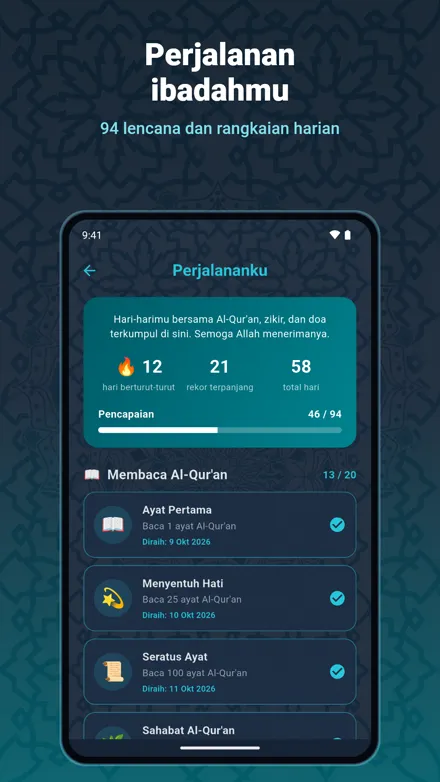 Perjalanan
ibadahmu
94 lencana dan rangkaian harian
9:41
Perjalananku
Hari-harimu bersama Al-Qur'an, zikir, dan doa
terkumpul di sini. Semoga Allah menerimanya.
🔥 12 21 58
hari berturut-turut rekor terpanjang total hari
Pencapaian 46 / 94
Membaca Al-Qur'an 13 / 20
Ayat Pertama
Baca 1 ayat Al-Qur'an
Diraih: 9 Okt 2026
Menyentuh Hati
Baca 25 ayat Al-Qur'an
Diraih: 10 Okt 2026
Seratus Ayat
Baca 100 ayat Al-Qur'an
Diraih: 11 Okt 2026
Sahabat Al-Qur'an